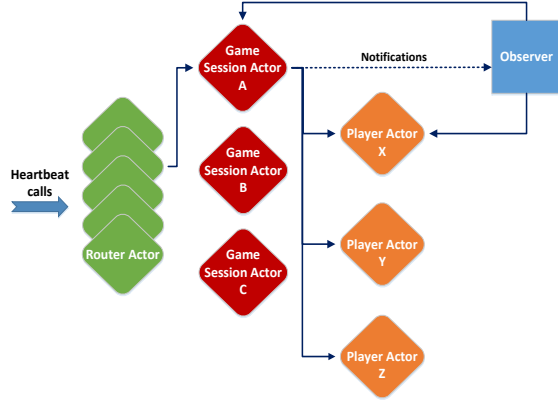 Game
Session Actor
A
Notifications
Observer
Game
Session Actor
B
Player Actor
X
Heartbeat
calls
Router Actor
Game
Session Actor
C
Player Actor
Y
Player Actor
Z